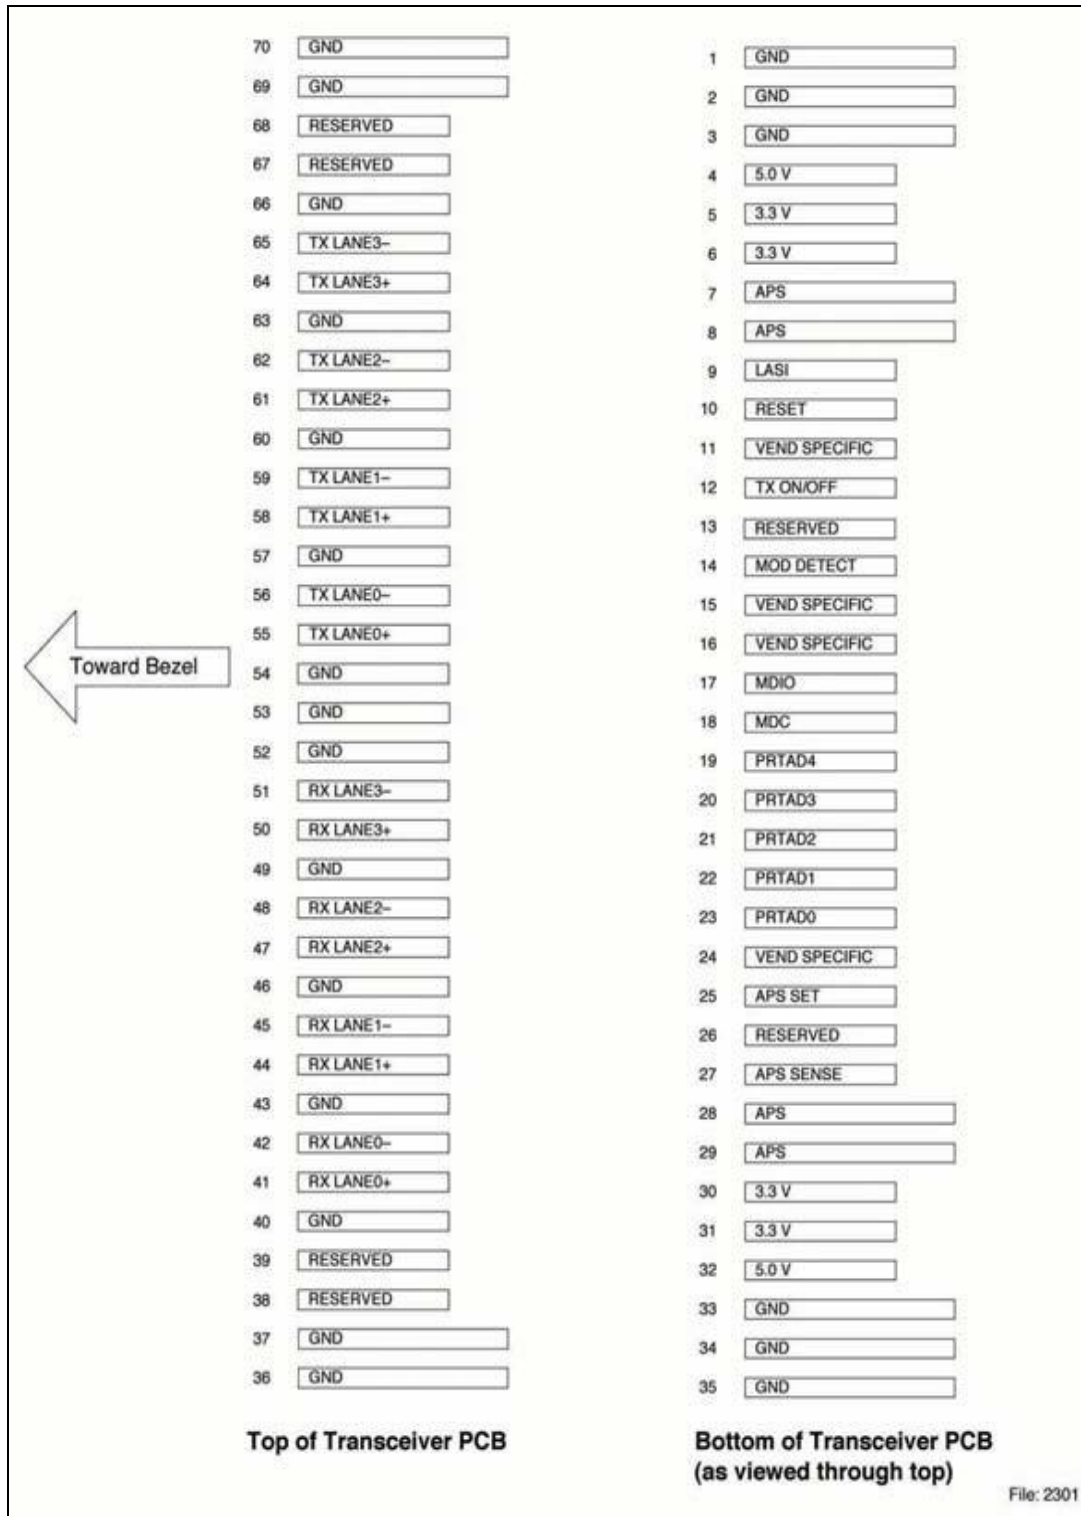 70 GND
69 GND
68 RESERVED
67 RESERVED
66 GND
65 TX LANE3–
64 TX LANE3+
63 GND
62 TX LANE2–
61 TX LANE2+
60 GND
59 TX LANE1–
58 TX LANE1+
57 GND
56 TX LANE0–
55 TX LANE0+
54 GND
53 GND
52 GND
51 RX LANE3–
50 RX LANE3+
49 GND
48 RX LANE2–
47 RX LANE2+
46 GND
45 RX LANE1–
44 RX LANE1+
43 GND
42 RX LANE0–
41 RX LANE0+
40 GND
39 RESERVED
38 RESERVED
37 GND
36 GND
Toward Bezel
Top of Transceiver PCB
1 GND
2 GND
3 GND
4 5.0 V
5 3.3 V
6 3.3 V
7 APS
8 APS
9 LASI
10 RESET
11 VEND SPECIFIC
12 TX ON/OFF
13 RESERVED
14 MOD DETECT
15 VEND SPECIFIC
16 VEND SPECIFIC
17 MDIO
18 MDC
19 PRTAD4
20 PRTAD3
21 PRTAD2
22 PRTAD1
23 PRTAD0
24 VEND SPECIFIC
25 APS SET
26 RESERVED
27 APS SENSE
28 APS
29 APS
30 3.3 V
31 3.3 V
32 5.0 V
33 GND
34 GND
35 GND
Bottom of Transceiver PCB
(as viewed through top)
File: 2301